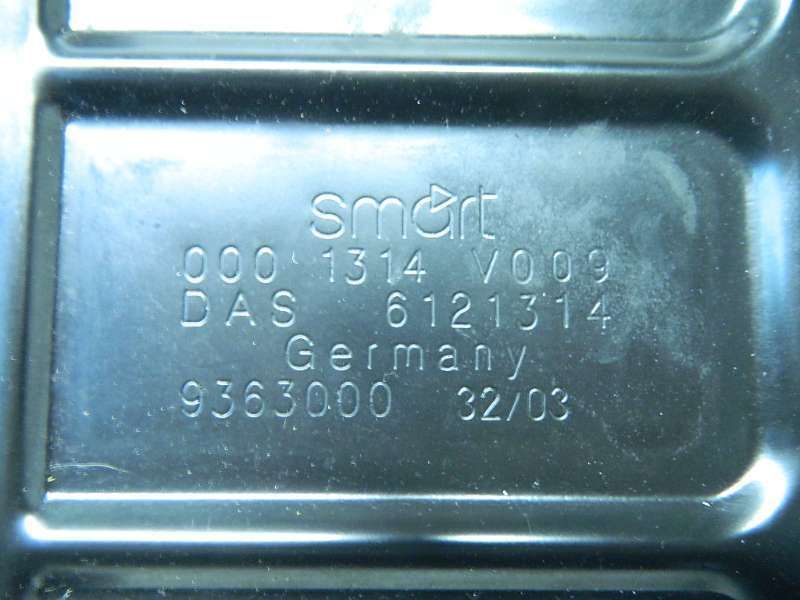 smart
000 1314 V009
DAS 6121314
Germany
9363000 32/03